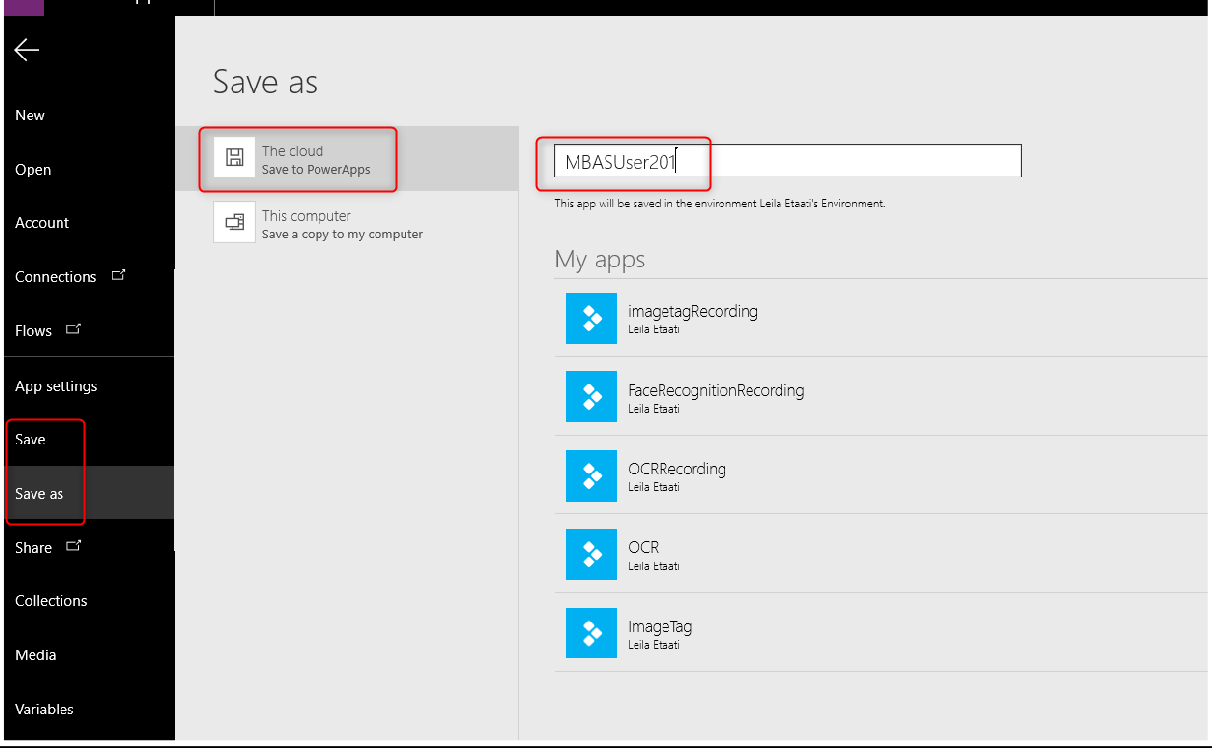 New
Open
Account
Connections
Flows
App settings
Save
Save as
Share
Collections
Media
Variables
Save as
The cloud
Save to PowerApps
This computer
Save a copy to my computer
MBASUser201
This app will be saved in the environment Leila Etaati's Environment.
My apps
imagetagRecording
Leila Etaati
FaceRecognitionRecording
Leila Etaati
OCRRecording
Leila Etaati
OCR
Leila Etaati
ImageTag
Leila Etaati